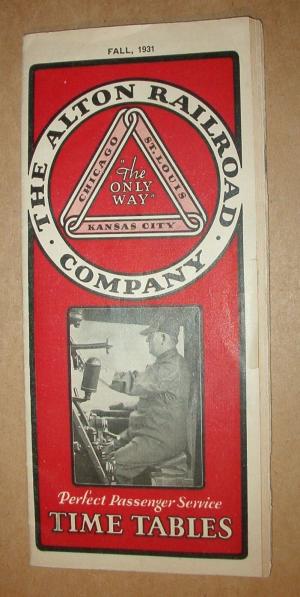 FALL, 1931
THE ALTON RAILROAD
COMPANY
CHICAGO
ST. LOUIS
KANSAS CITY
"The
ONLY
WAY"
Perfect Passenger Service
TIME TABLES